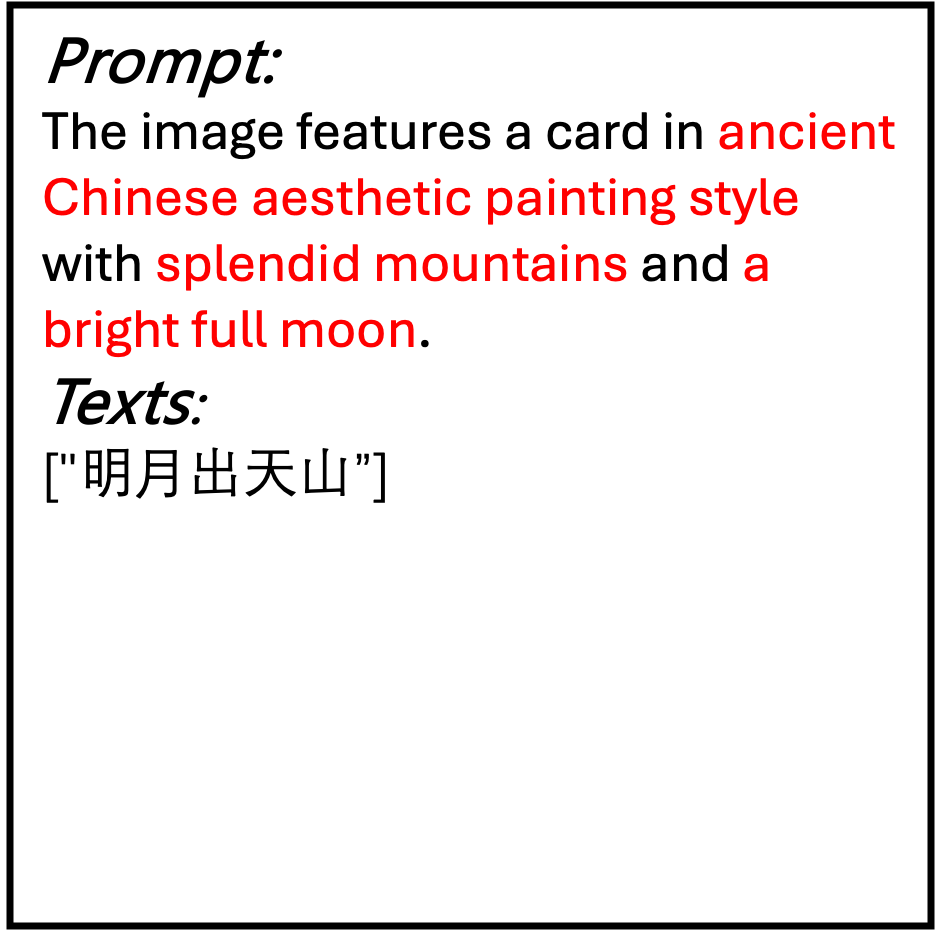 Prompt:
The image features a card in ancient
Chinese aesthetic painting style
with splendid mountains and a
bright full moon.
Texts:
["明月出天山”]